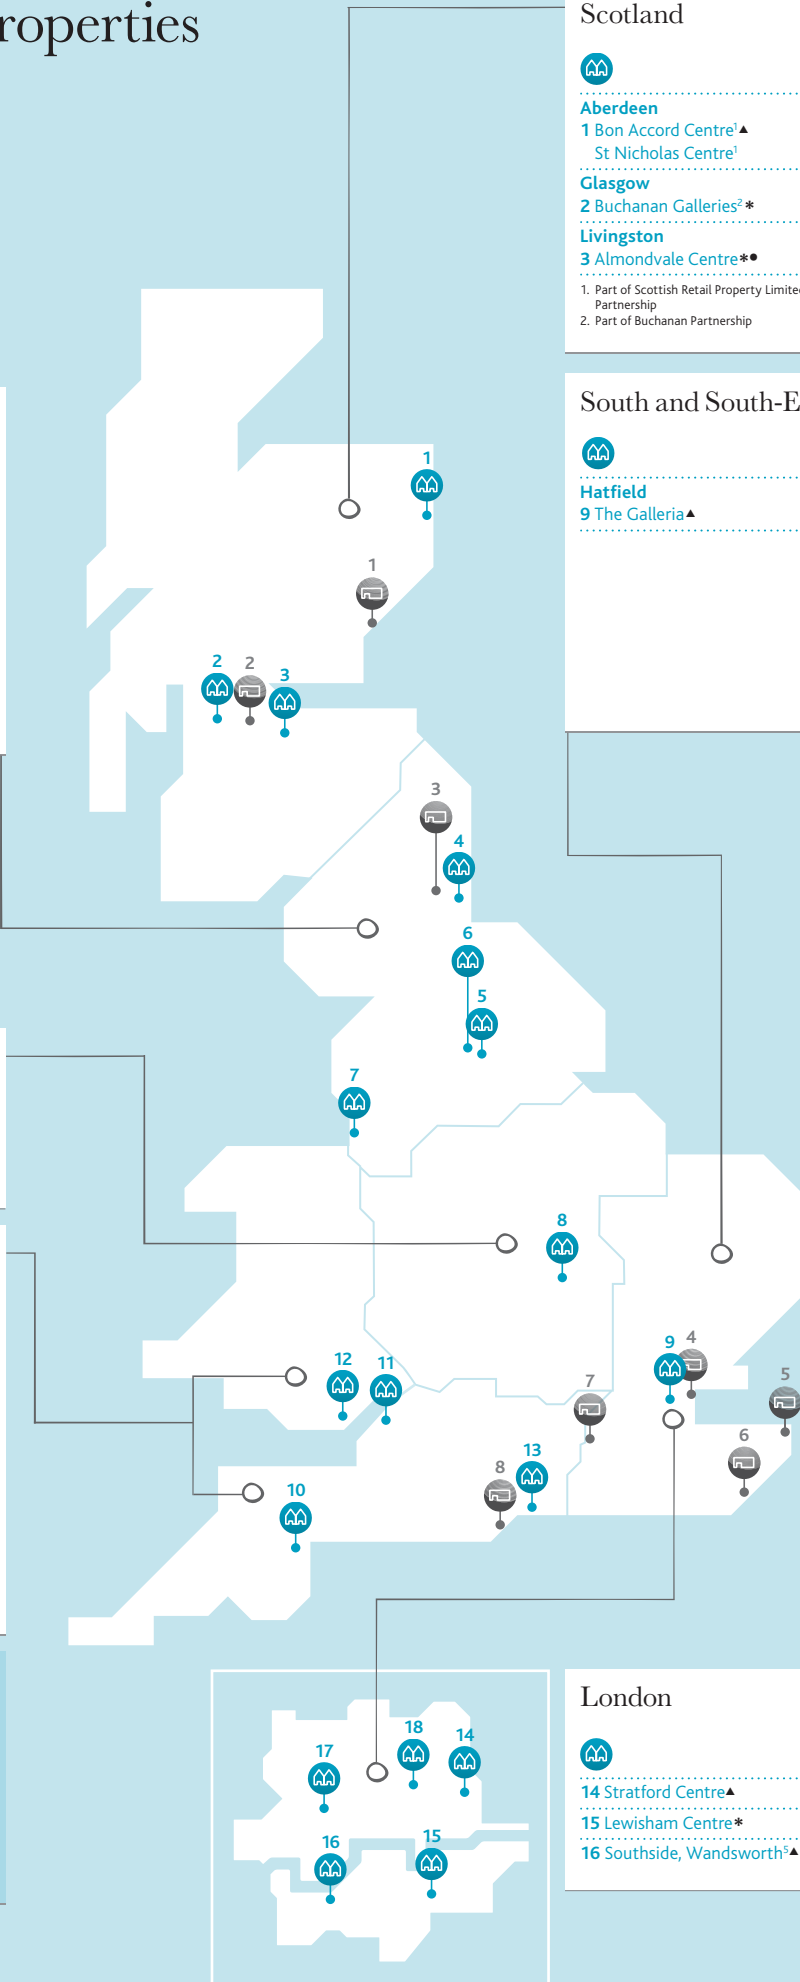 roperties
Scotland
Aberdeen
1 Bon Accord Centre¹▲
St Nicholas Centre¹
Glasgow
2 Buchanan Galleries²*
Livingston
3 Almondvale Centre*●
1. Part of Scottish Retail Property Limite
Partnership
2. Part of Buchanan Partnership
South and South-E
Hatfield
9 The Galleria▲
1
1
2
2
3
3
4
6
5
7
8
9
4
12
11
7
5
13
6
8
10
London
14 Stratford Centre▲
15 Lewisham Centre*
16 Southside, Wandsworth⁵▲
18
14
17
15
16